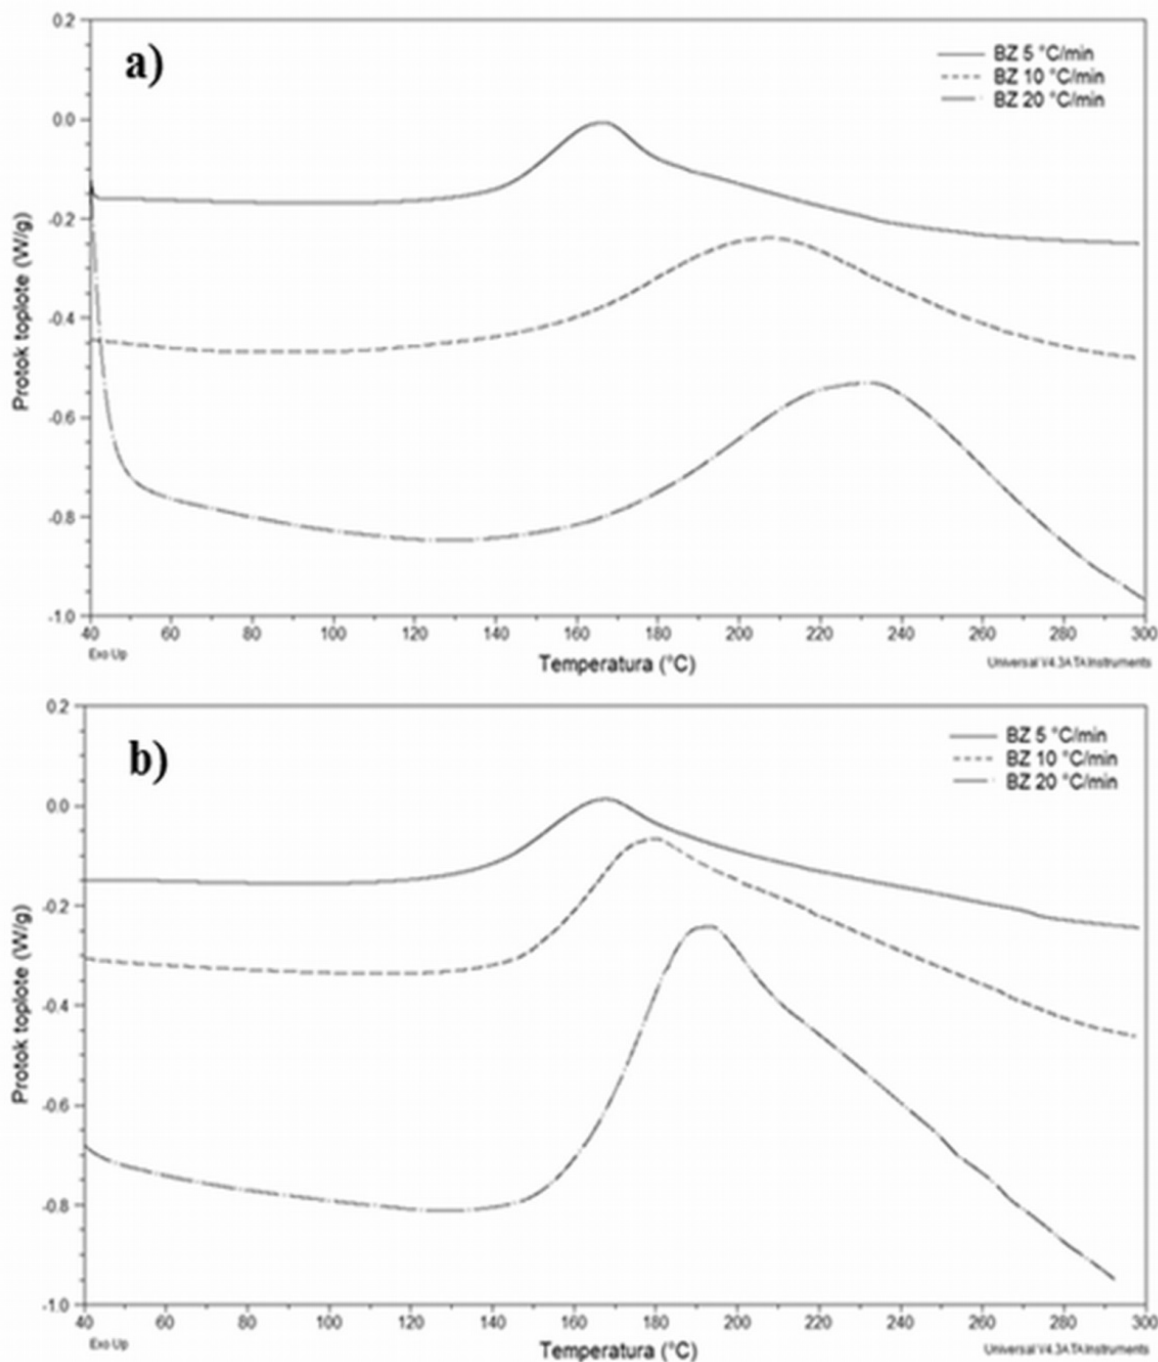 a)
BZ 5 °C/min
BZ 10 °C/min
BZ 20 °C/min
0.2
0.0
-0.2
-0.4
-0.6
-0.8
-1.0
Protok toplote (W/g)
40 60 80 100 120 140 160 180 200 220 240 260 280 300
Exo Up
Temperatura (°C)
Universal V4.3A TA Instruments
b)
BZ 5 °C/min
BZ 10 °C/min
BZ 20 °C/min
0.2
0.0
-0.2
-0.4
-0.6
-0.8
-1.0
Protok toplote (W/g)
40 60 80 100 120 140 160 180 200 220 240 260 280 300
Exo Up
Temperatura (°C)
Universal V4.3A TA Instruments